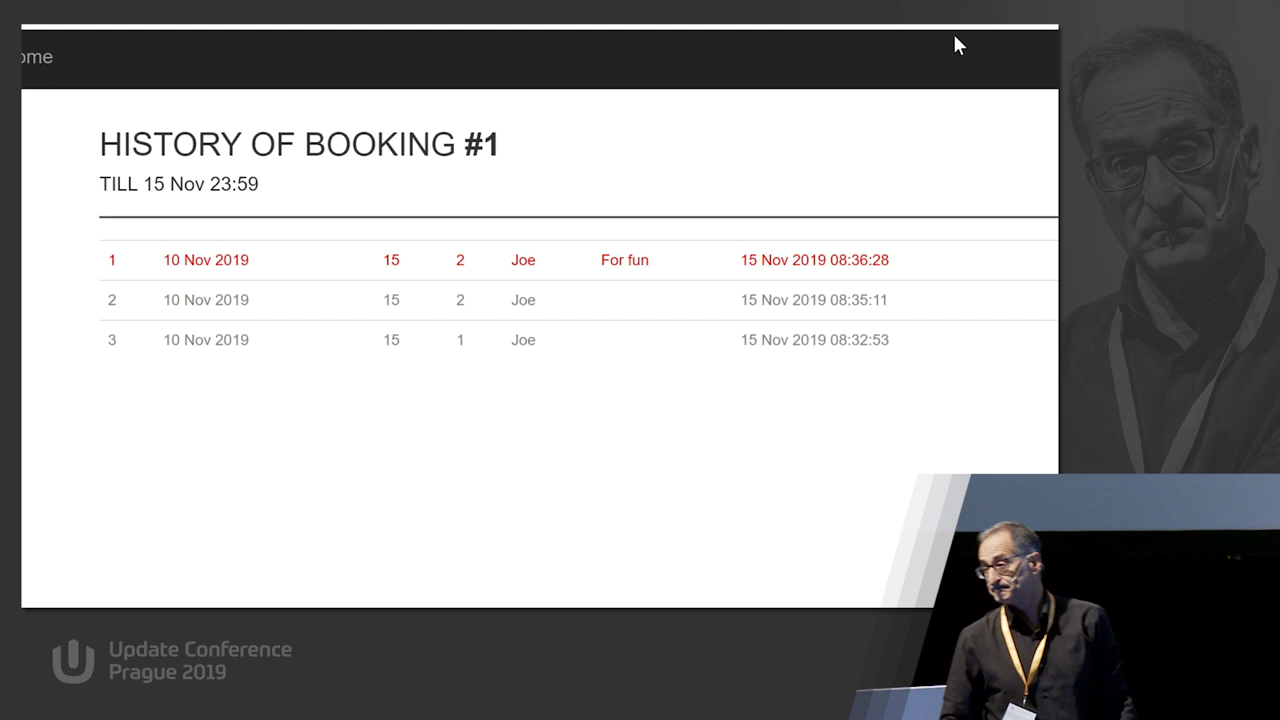 ome
HISTORY OF BOOKING #1
TILL 15 Nov 23:59
1 10 Nov 2019 15 2 Joe For fun 15 Nov 2019 08:36:28
2 10 Nov 2019 15 2 Joe 15 Nov 2019 08:35:11
3 10 Nov 2019 15 1 Joe 15 Nov 2019 08:32:53
Update Conference
Prague 2019